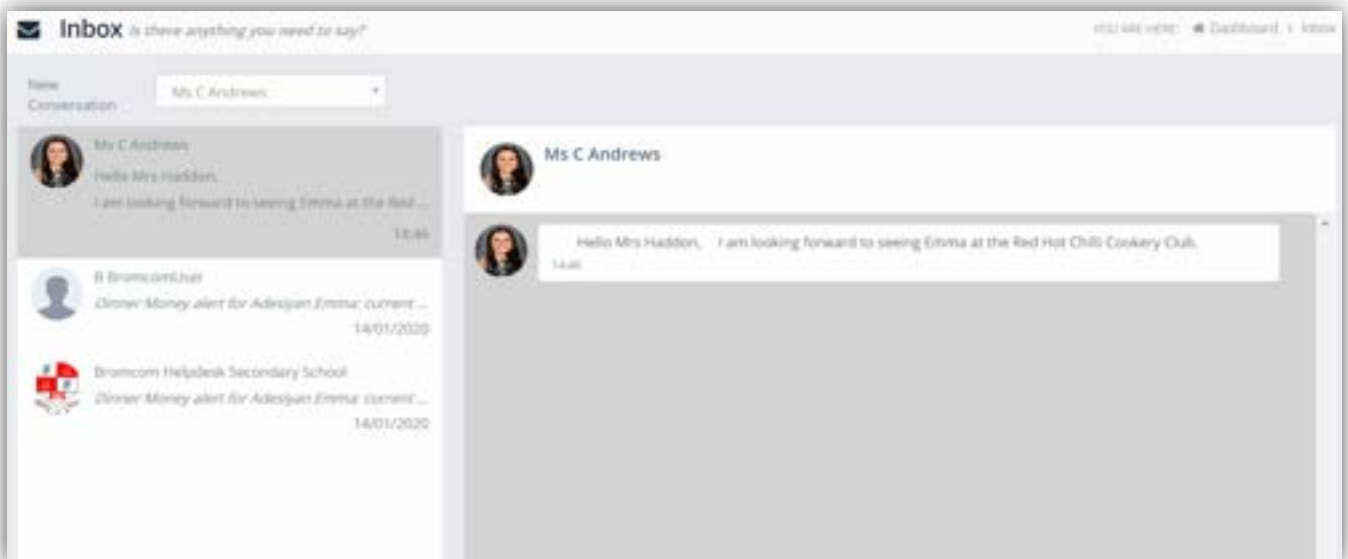 Inbox Is there anything you need to say?
YOU ARE HERE: Dashboard > Inbox
New
Conversation
Ms C Andrews
Ms C Andrews
Hello Mrs Haddon,
I am looking forward to seeing Emma at the Red ...
14:46
B BromcomUser
Dinner Money alert for Adesiyan Emma: current ...
14/01/2020
Bromcom Helpdesk Secondary School
Dinner Money alert for Adesiyan Emma: current ...
14/01/2020
Ms C Andrews
Hello Mrs Haddon, I am looking forward to seeing Emma at the Red Hot Chilli Cookery Club.
14:46